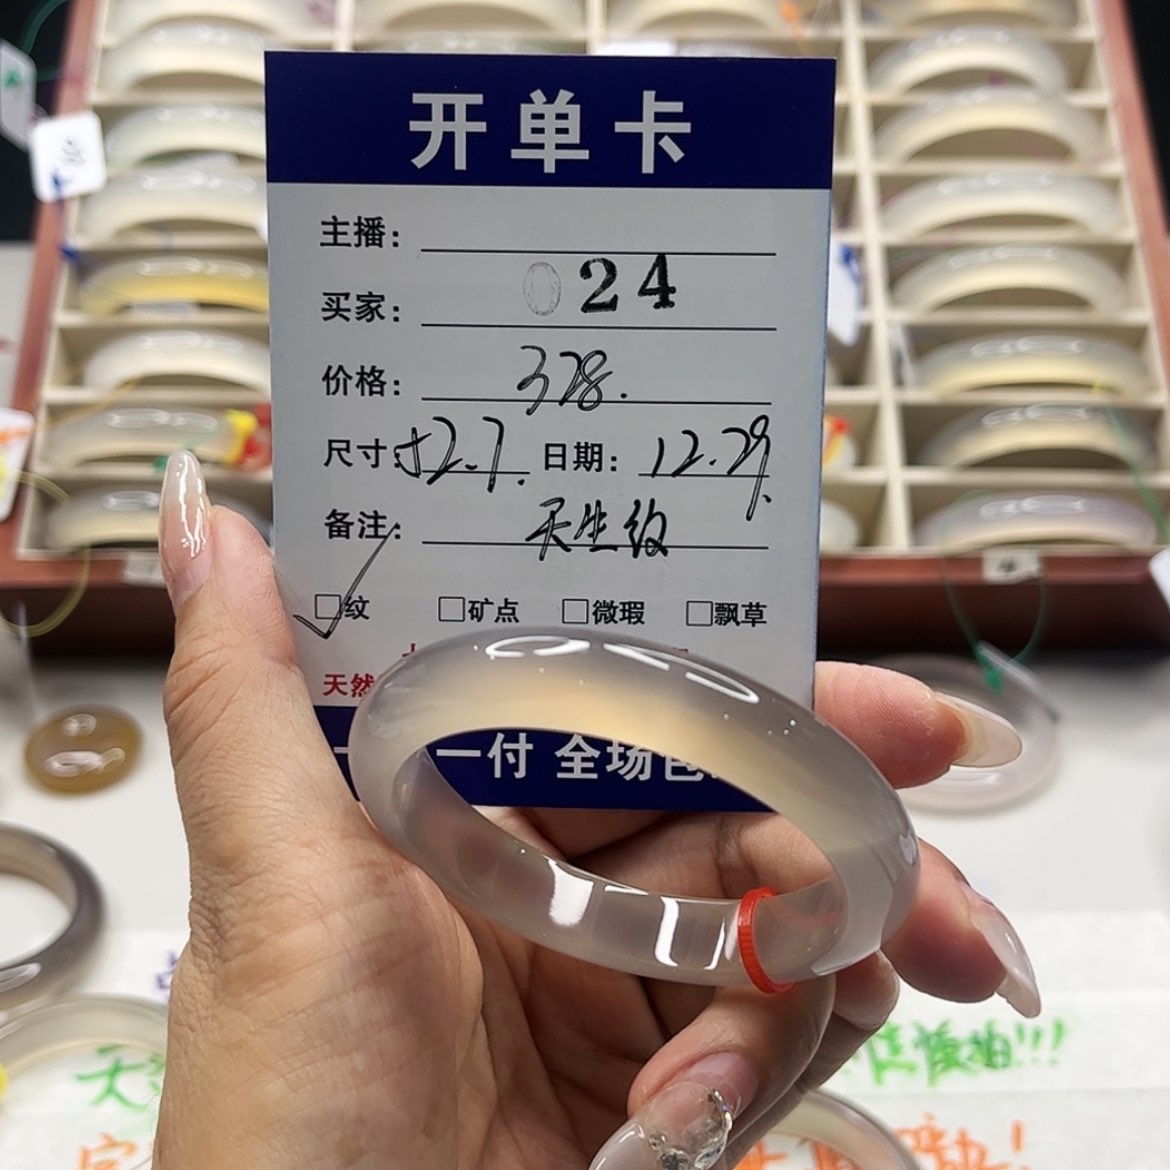 开单卡
主播：
买家： 024
价格： 328.
尺寸: 52.7. 日期： 12.29.
备注: 天生纹
□纹 □矿点 □微瑕 □飘草
天然
一付 全场包